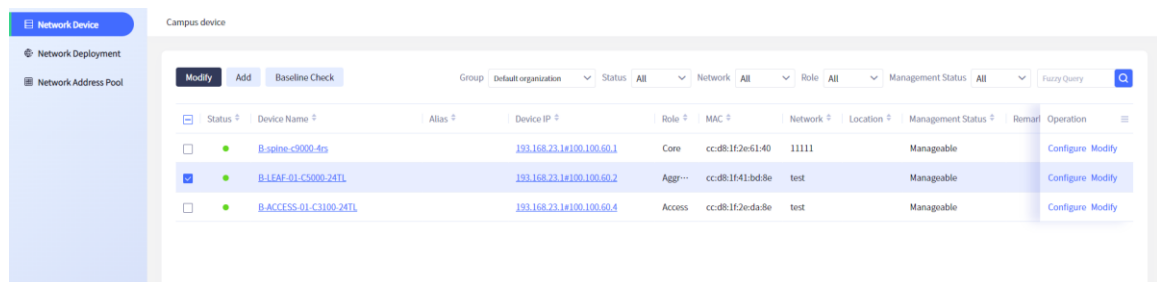 Network Device
Campus device
Network Deployment
Network Address Pool
Modify Add Baseline Check Group Default organization Status All Network All Role All Management Status All Fuzzy Query
Status Device Name Alias Device IP Role MAC Network Location Management Status Remar Operation
B-spine-c9000-4rs 193.168.23.1#100.100.60.1 Core cc:d8:1f:2e:61:40 11111 Manageable Configure Modify
B-LEAF-01-C5000-24TL 193.168.23.1#100.100.60.2 Aggr··· cc:d8:1f:41:bd:8e test Manageable Configure Modify
B-ACCESS-01-C3100-24TL 193.168.23.1#100.100.60.4 Access cc:d8:1f:2e:da:8e test Manageable Configure Modify